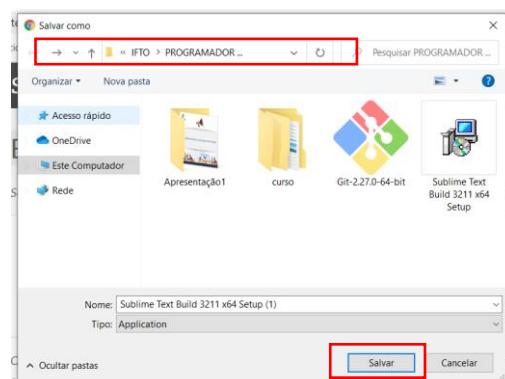 Salvar como
« IFTO > PROGRAMADOR ...
Pesquisar PROGRAMADOR ...
Organizar
Nova pasta
Acesso rápido
OneDrive
Este Computador
Rede
Apresentação1
curso
Git-2.27.0-64-bit
Sublime Text
Build 3211 x64
Setup
Nome: Sublime Text Build 3211 x64 Setup (1)
Tipo: Application
Ocultar pastas
Salvar
Cancelar